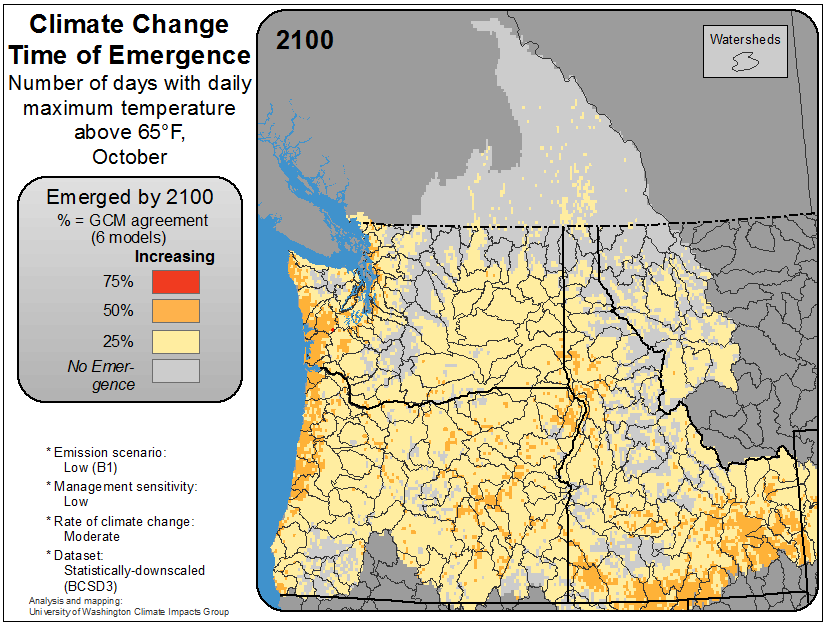 Climate Change
Time of Emergence
Number of days with daily
maximum temperature
above 65°F,
October
2100
Watersheds
Emerged by 2100
% = GCM agreement
(6 models)
Increasing
75%
50%
25%
No Emer-
gence
* Emission scenario:
Low (B1)
* Management sensitivity:
Low
* Rate of climate change:
Moderate
* Dataset:
Statistically-downscaled
(BCSD3)
Analysis and mapping:
University of Washington Climate Impacts Group